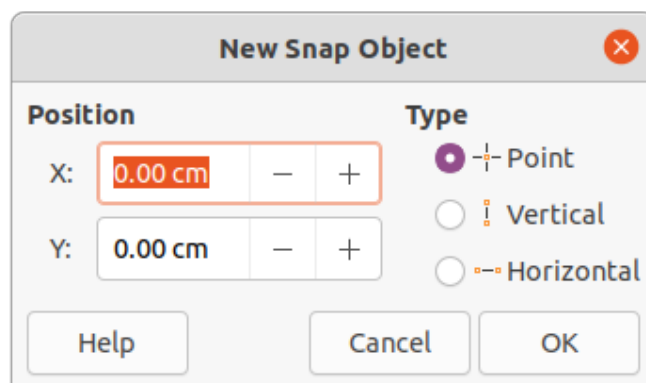 New Snap Object
Position
X: 0.00 cm
Y: 0.00 cm
Type
Point
Vertical
Horizontal
Help
Cancel
OK